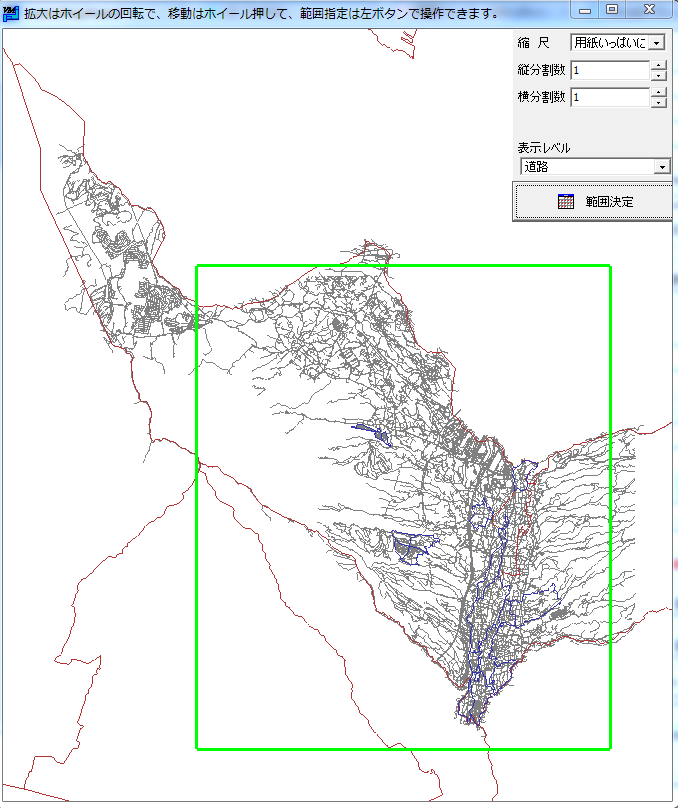 拡大はホイールの回転で、移動はホイール押して、範囲指定は左ボタンで操作できます。
縮 尺 用紙いっぱいに
縦分割数 1
横分割数 1
表示レベル
道路
範囲決定